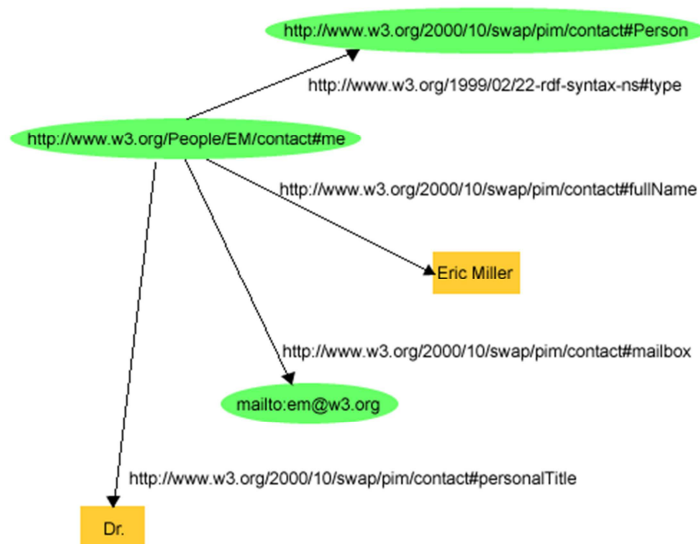 http://www.w3.org/2000/10/swap/pim/contact#Person
http://www.w3.org/1999/02/22-rdf-syntax-ns#type
http://www.w3.org/People/EM/contact#me
http://www.w3.org/2000/10/swap/pim/contact#fullName
Eric Miller
http://www.w3.org/2000/10/swap/pim/contact#mailbox
mailto:em@w3.org
http://www.w3.org/2000/10/swap/pim/contact#personalTitle
Dr.